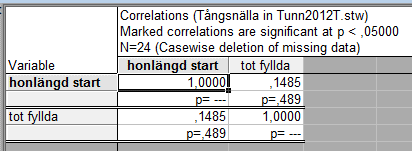 Correlations (Tångsnälla in Tunn2012T.stw)
Marked correlations are significant at p < ,05000
N=24 (Casewise deletion of missing data)
Variable honlängd start tot fyllda
honlängd start 1,0000 ,1485
p= --- p=,489
tot fyllda ,1485 1,0000
p=,489 p= ---